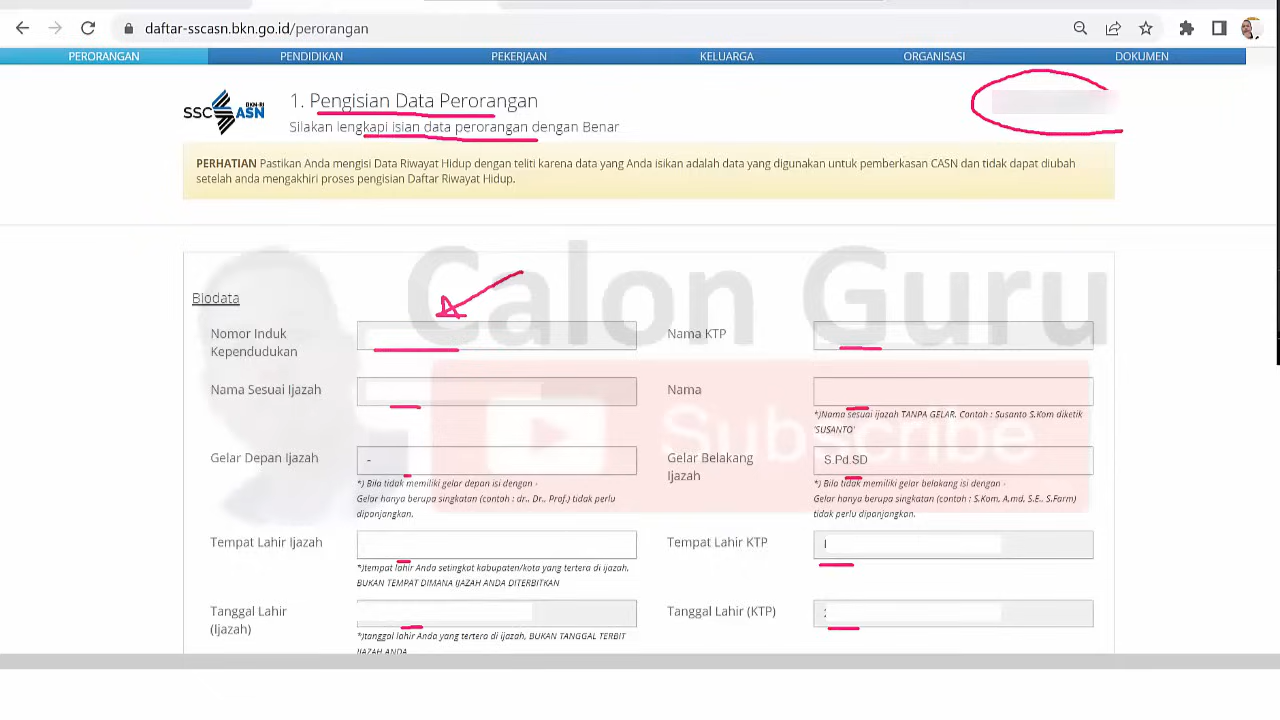 daftar-sscasn.bkn.go.id/perorangan
PERORANGAN PENDIDIKAN PEKERJAAN KELUARGA ORGANISASI DOKUMEN
SSCASN BKN-RI
1. Pengisian Data Perorangan
Silakan lengkapi isian data perorangan dengan Benar
PERHATIAN Pastikan Anda mengisi Data Riwayat Hidup dengan teliti karena data yang Anda isikan adalah data yang digunakan untuk pemberkasan CASN dan tidak dapat diubah
setelah anda mengakhiri proses pengisian Daftar Riwayat Hidup.
Calon Guru
Subscribe
Biodata
Nomor Induk
Kependudukan
Nama KTP
Nama Sesuai Ijazah
Nama
*)Nama sesuai ijazah TANPA GELAR. Contoh : Susanto S.Kom diketik
'SUSANTO'
Gelar Depan Ijazah
-
*) Bila tidak memiliki gelar depan isi dengan -
Gelar hanya berupa singkatan (contoh : dr., Dr., Prof.) tidak perlu
dipanjangkan.
Gelar Belakang
Ijazah
S.Pd.SD
*) Bila tidak memiliki gelar belakang isi dengan -
Gelar hanya berupa singkatan (contoh : S.Kom, A.md, S.E., S.Farm)
tidak perlu dipanjangkan.
Tempat Lahir Ijazah
*)tempat lahir Anda setingkat kabupaten/kota yang tertera di ijazah,
BUKAN TEMPAT DIMANA IJAZAH ANDA DITERBITKAN
Tempat Lahir KTP
Tanggal Lahir
(Ijazah)
*)tanggal lahir Anda yang tertera di ijazah, BUKAN TANGGAL TERBIT
IJAZAH ANDA
Tanggal Lahir (KTP)